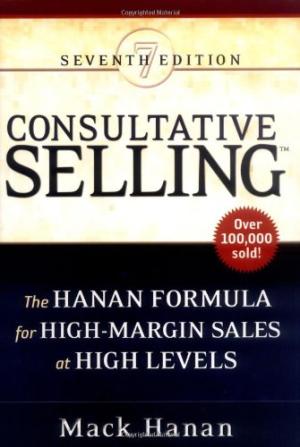 SEVENTH 7 EDITION
CONSULTATIVE
SELLING™
Over
100,000
sold!
The HANAN FORMULA
for HIGH-MARGIN SALES
at HIGH LEVELS
Mack Hanan